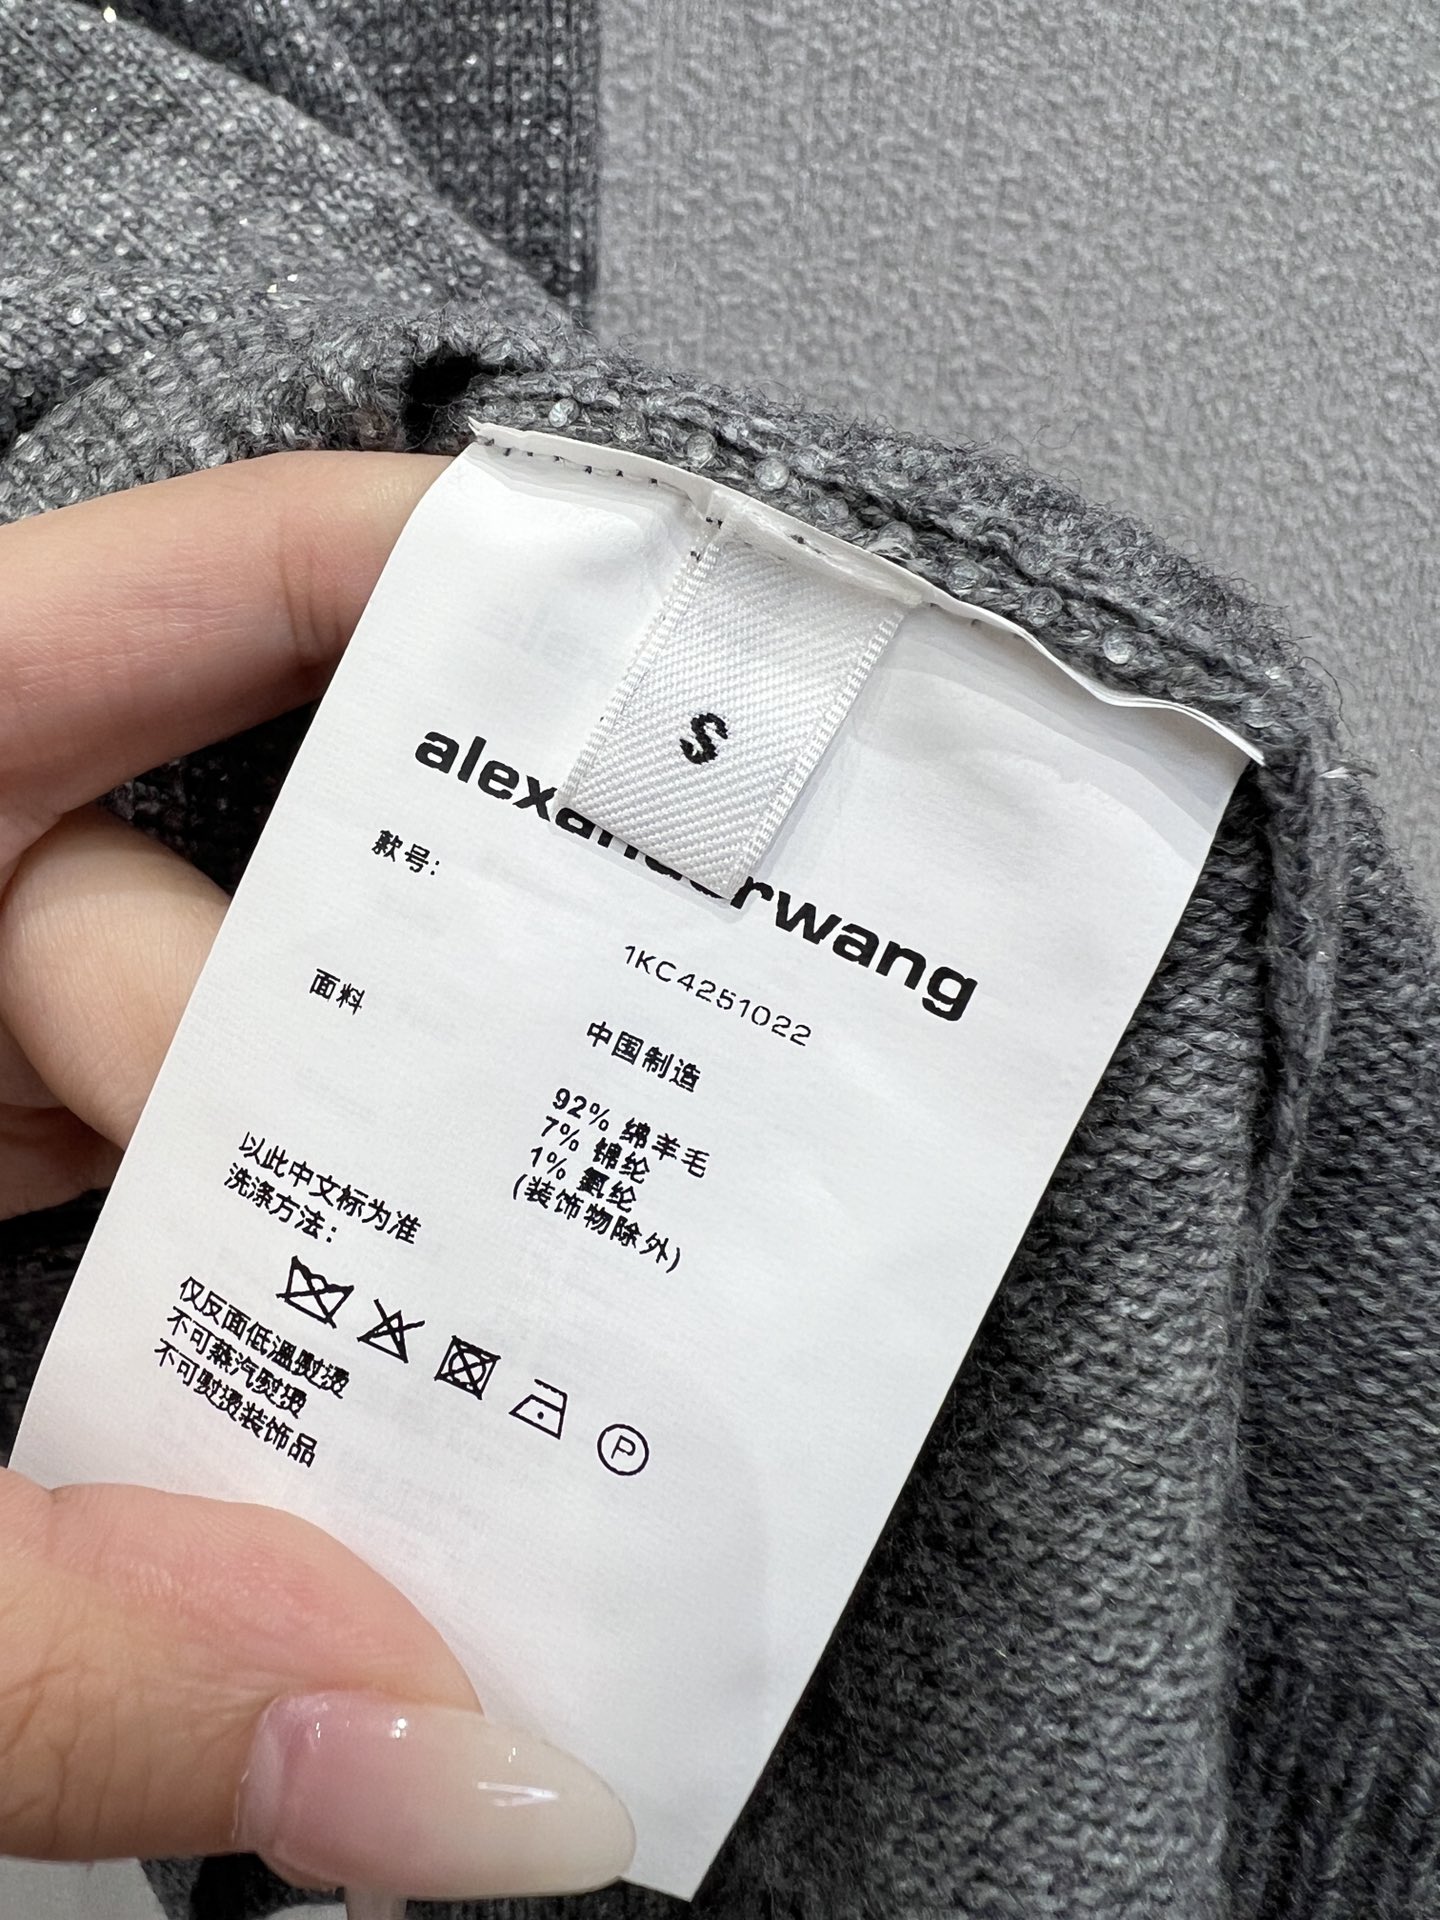 S
alexanderwang
款号:
1KC4251022
面料
中国制造
92% 绵羊毛
7% 锦纶
1% 氨纶
(装饰物除外)
以此中文标为准
洗涤方法:
P
仅反面低温熨烫
不可蒸汽熨烫
不可熨烫装饰品